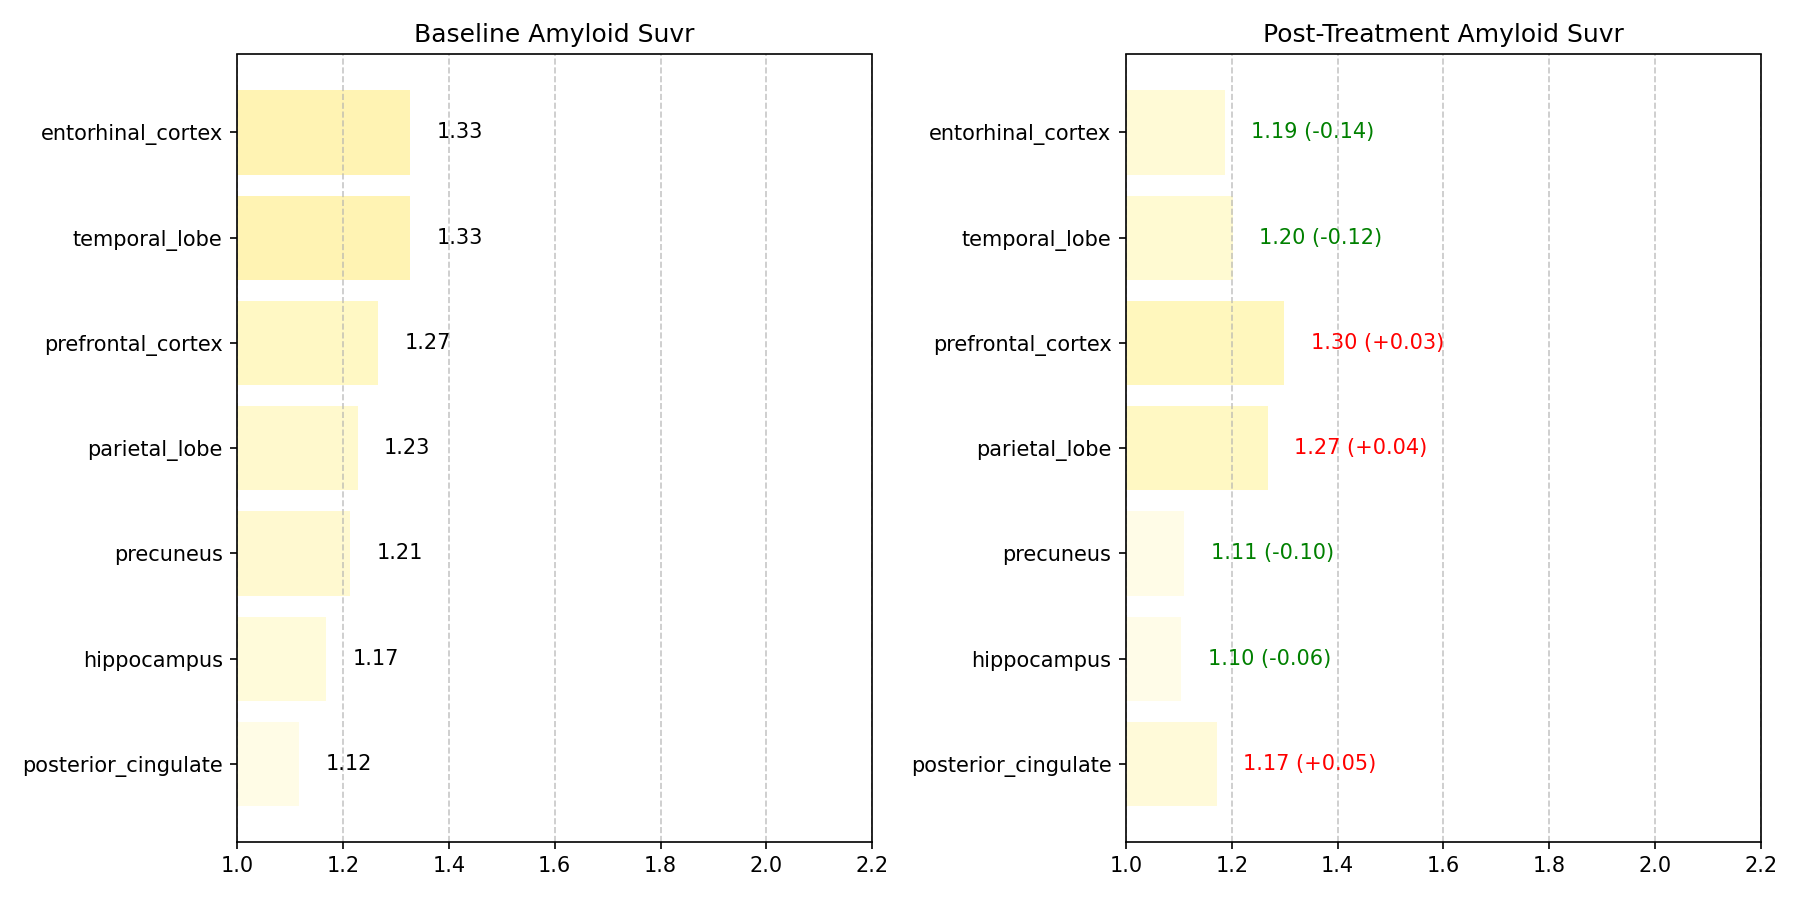 Baseline Amyloid Suvr
entorhinal_cortex 1.33
temporal_lobe 1.33
prefrontal_cortex 1.27
parietal_lobe 1.23
precuneus 1.21
hippocampus 1.17
posterior_cingulate 1.12
1.0 1.2 1.4 1.6 1.8 2.0 2.2
Post-Treatment Amyloid Suvr
entorhinal_cortex 1.19 (-0.14)
temporal_lobe 1.20 (-0.12)
prefrontal_cortex 1.30 (+0.03)
parietal_lobe 1.27 (+0.04)
precuneus 1.11 (-0.10)
hippocampus 1.10 (-0.06)
posterior_cingulate 1.17 (+0.05)
1.0 1.2 1.4 1.6 1.8 2.0 2.2